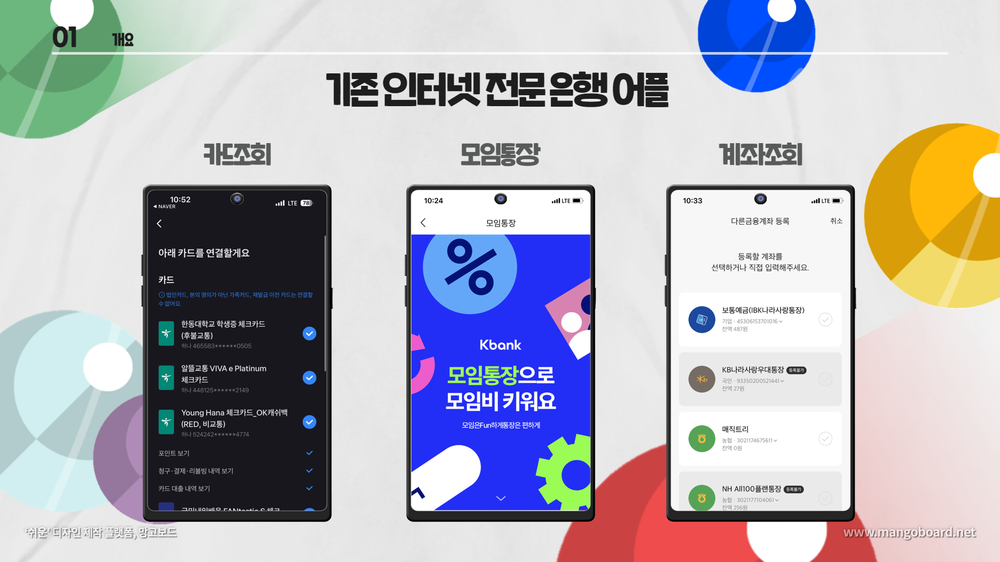 01 개요
기존 인터넷 전문 은행 어플
카드조회
모임통장
계좌조회
10:52
LTE 78
◀ NAVER
아래 카드를 연결할게요
카드
법인카드, 본의 명의가 아닌 가족카드, 재발급 이전 카드는 연결할
수 없어요.
한동대학교 학생증 체크카드
(후불교통)
하나 465583******0505
알뜰교통 VIVA e Platinum
체크카드
하나 448125******2149
Young Hana 체크카드_OK캐쉬백
(RED, 비교통)
하나 524242******4774
포인트 보기
청구·결제·리볼빙 내역 보기
카드 대출 내역 보기
10:24
LTE
모임통장
%
Kbank
모임통장으로
모임비 키워요
모임은Fun하게통장은 편하게
10:33
LTE
다른금융계좌 등록
취소
등록할 계좌를
선택하거나 직접 입력해주세요.
보통예금(IBK나라사랑통장)
기업 · 45306153701016
잔액 487원
KB나라사랑우대통장 등록불가
국민 · 93350200521441
잔액 27원
매직트리
농협 · 3021174675611
잔액 0원
NH All100플랜통장 등록불가
농협 · 3021177104061
잔액 256원
‘쉬운’ 디자인 제작 플랫폼, 망고보드
www.mangoboard.net